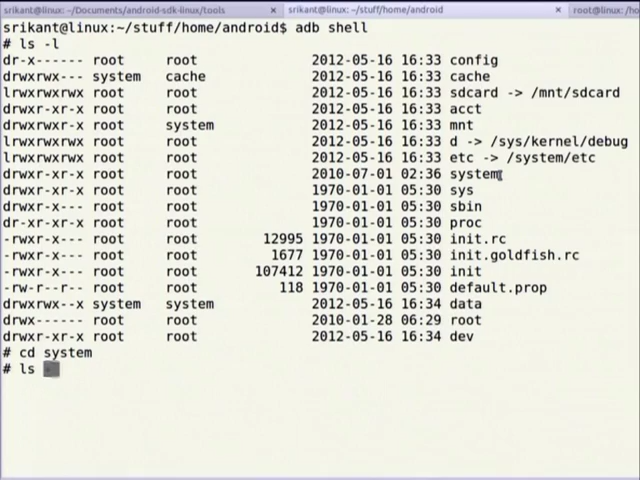 srikant@linux: ~/Documents/android-sdk-linux/tools × srikant@linux: ~/stuff/home/android × root@linux: /ho
srikant@linux:~/stuff/home/android$ adb shell
# ls -l
dr-x------ root root 2012-05-16 16:33 config
drwxrwx--- system cache 2012-05-16 16:33 cache
lrwxrwxrwx root root 2012-05-16 16:33 sdcard -> /mnt/sdcard
drwxr-xr-x root root 2012-05-16 16:33 acct
drwxrwxr-x root system 2012-05-16 16:33 mnt
lrwxrwxrwx root root 2012-05-16 16:33 d -> /sys/kernel/debug
lrwxrwxrwx root root 2012-05-16 16:33 etc -> /system/etc
drwxr-xr-x root root 2010-07-01 02:36 system
drwxr-xr-x root root 1970-01-01 05:30 sys
drwxr-x--- root root 1970-01-01 05:30 sbin
dr-xr-xr-x root root 1970-01-01 05:30 proc
-rwxr-x--- root root 12995 1970-01-01 05:30 init.rc
-rwxr-x--- root root 1677 1970-01-01 05:30 init.goldfish.rc
-rwxr-x--- root root 107412 1970-01-01 05:30 init
-rw-r--r-- root root 118 1970-01-01 05:30 default.prop
drwxrwx--x system system 2012-05-16 16:34 data
drwx------ root root 2010-01-28 06:29 root
drwxr-xr-x root root 2012-05-16 16:34 dev
# cd system
# ls